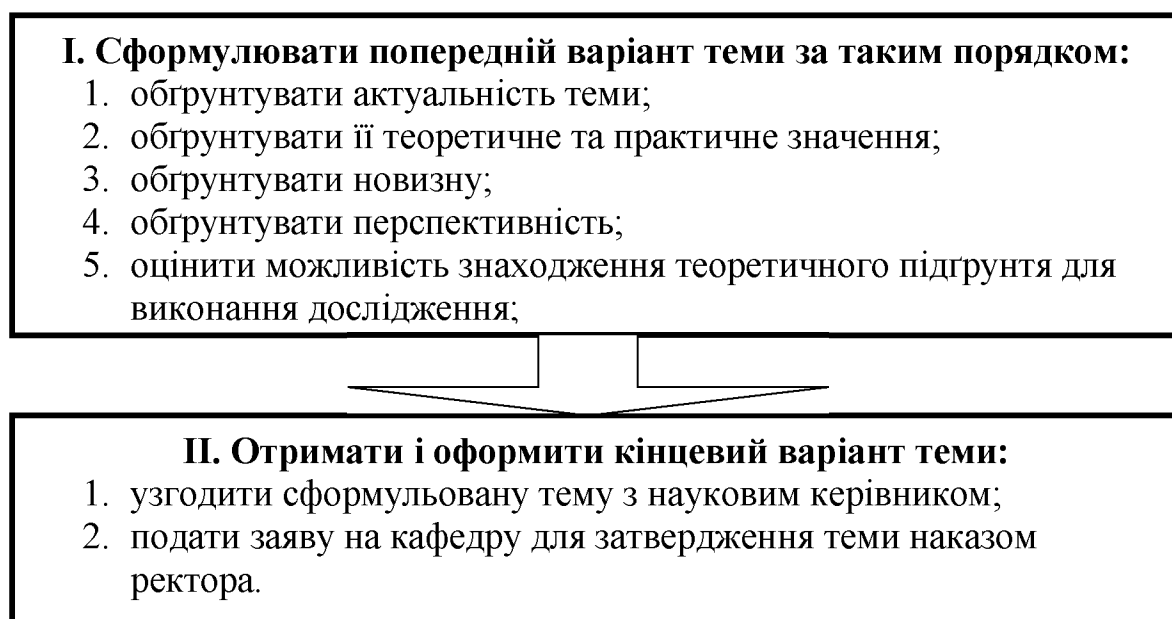 І. Сформулювати попередній варіант теми за таким порядком:
1. обґрунтувати актуальність теми;
2. обґрунтувати її теоретичне та практичне значення;
3. обґрунтувати новизну;
4. обґрунтувати перспективність;
5. оцінити можливість знаходження теоретичного підґрунтя для
виконання дослідження;
ІІ. Отримати і оформити кінцевий варіант теми:
1. узгодити сформульовану тему з науковим керівником;
2. подати заяву на кафедру для затвердження теми наказом
ректора.